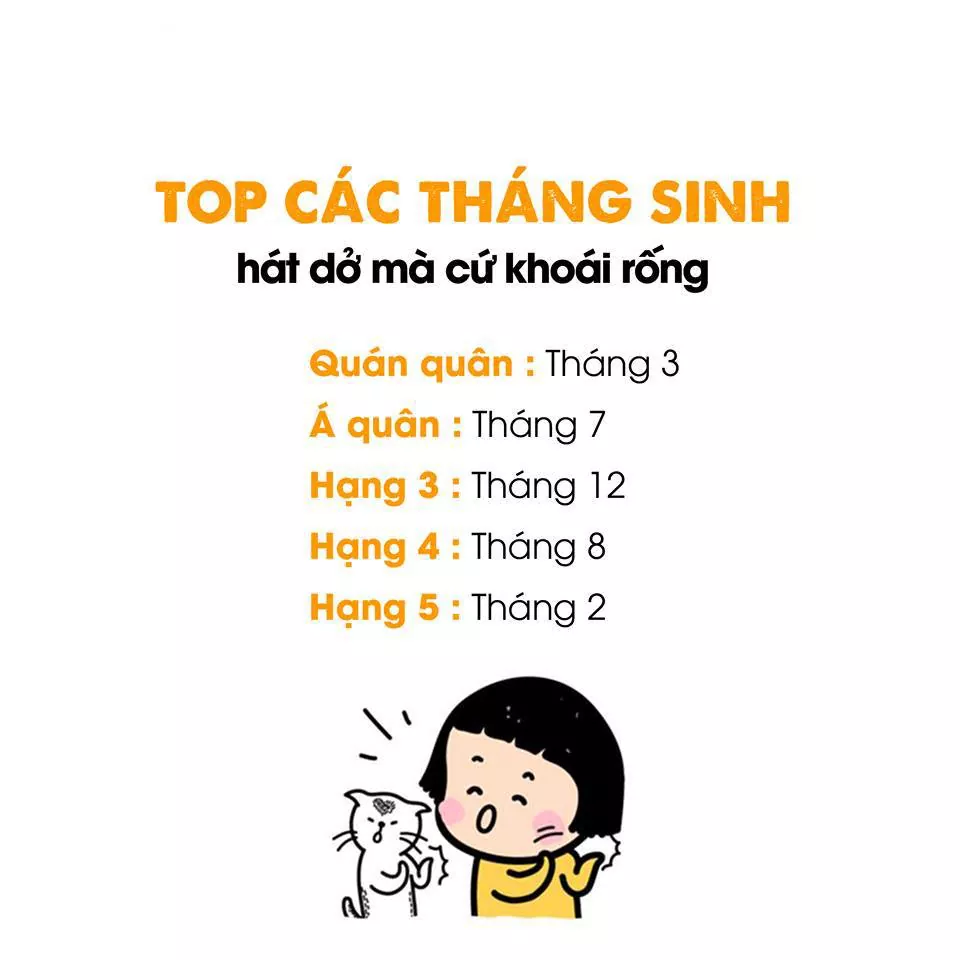 TOP CÁC THÁNG SINH
hát dở mà cứ khoái rống
Quán quân : Tháng 3
Á quân : Tháng 7
Hạng 3 : Tháng 12
Hạng 4 : Tháng 8
Hạng 5 : Tháng 2